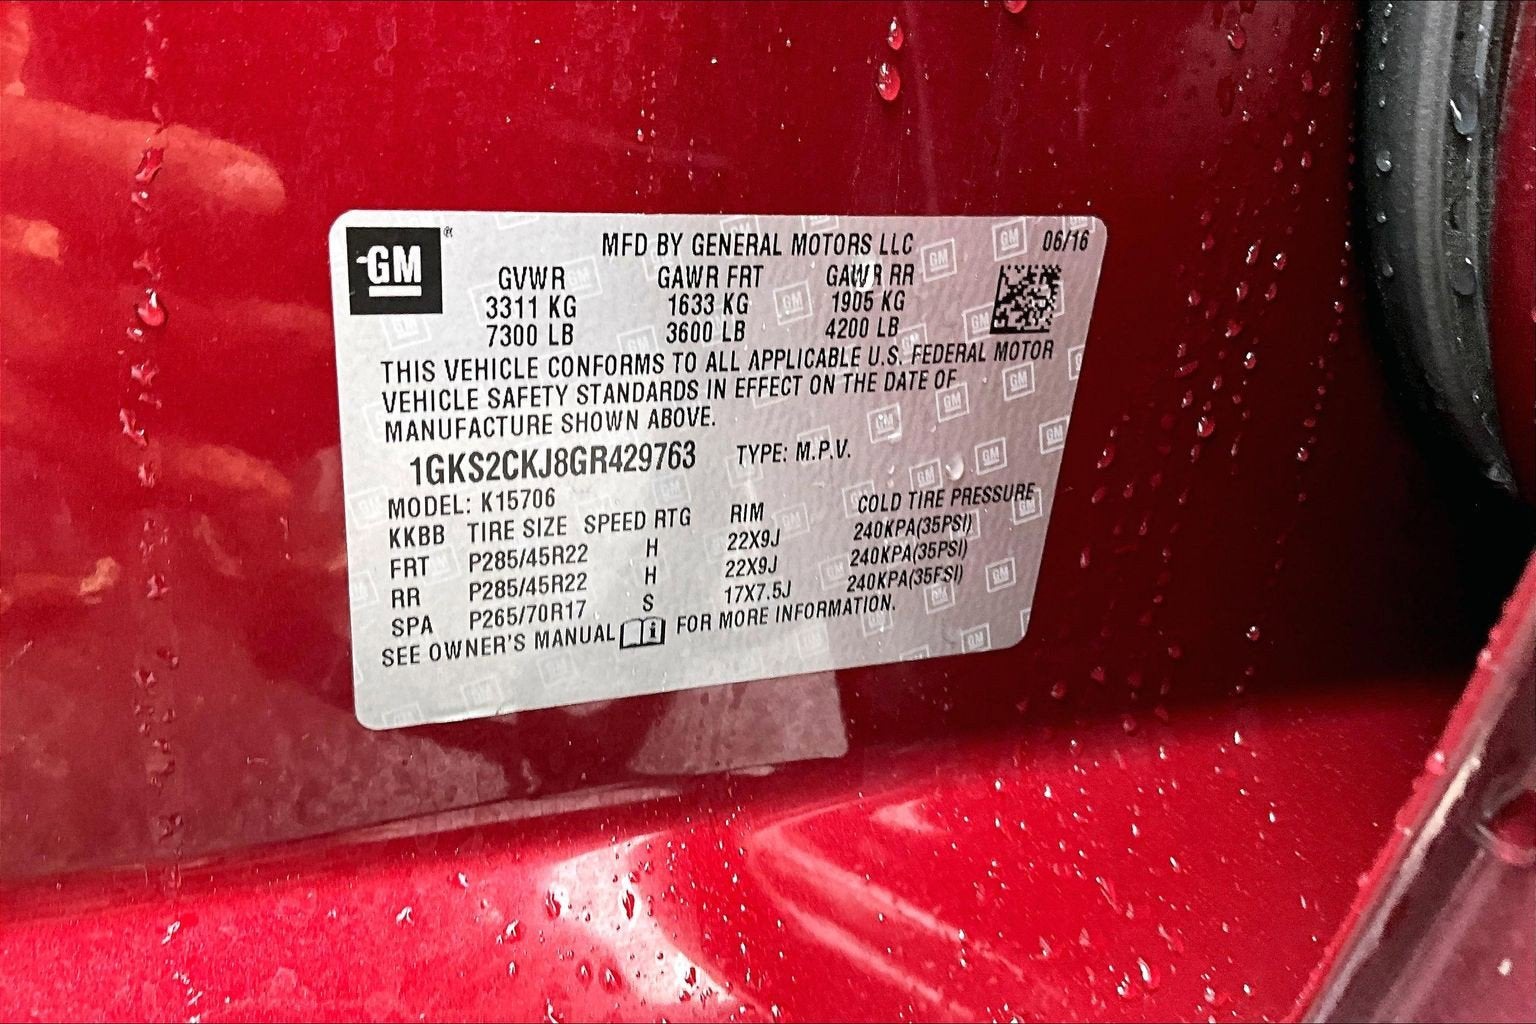 GM®
MFD BY GENERAL MOTORS LLC 06/16
GVWR GAWR FRT GAWR RR
3311 KG 1633 KG 1905 KG
7300 LB 3600 LB 4200 LB
THIS VEHICLE CONFORMS TO ALL APPLICABLE U.S. FEDERAL MOTOR
VEHICLE SAFETY STANDARDS IN EFFECT ON THE DATE OF
MANUFACTURE SHOWN ABOVE.
1GKS2CKJ8GR429763 TYPE: M.P.V.
MODEL: K15706
KKBB TIRE SIZE SPEED RTG RIM COLD TIRE PRESSURE
FRT P285/45R22 H 22X9J 240KPA(35PSI)
RR P285/45R22 H 22X9J 240KPA(35PSI)
SPA P265/70R17 S 17X7.5J 240KPA(35PSI)
SEE OWNER'S MANUAL i FOR MORE INFORMATION.